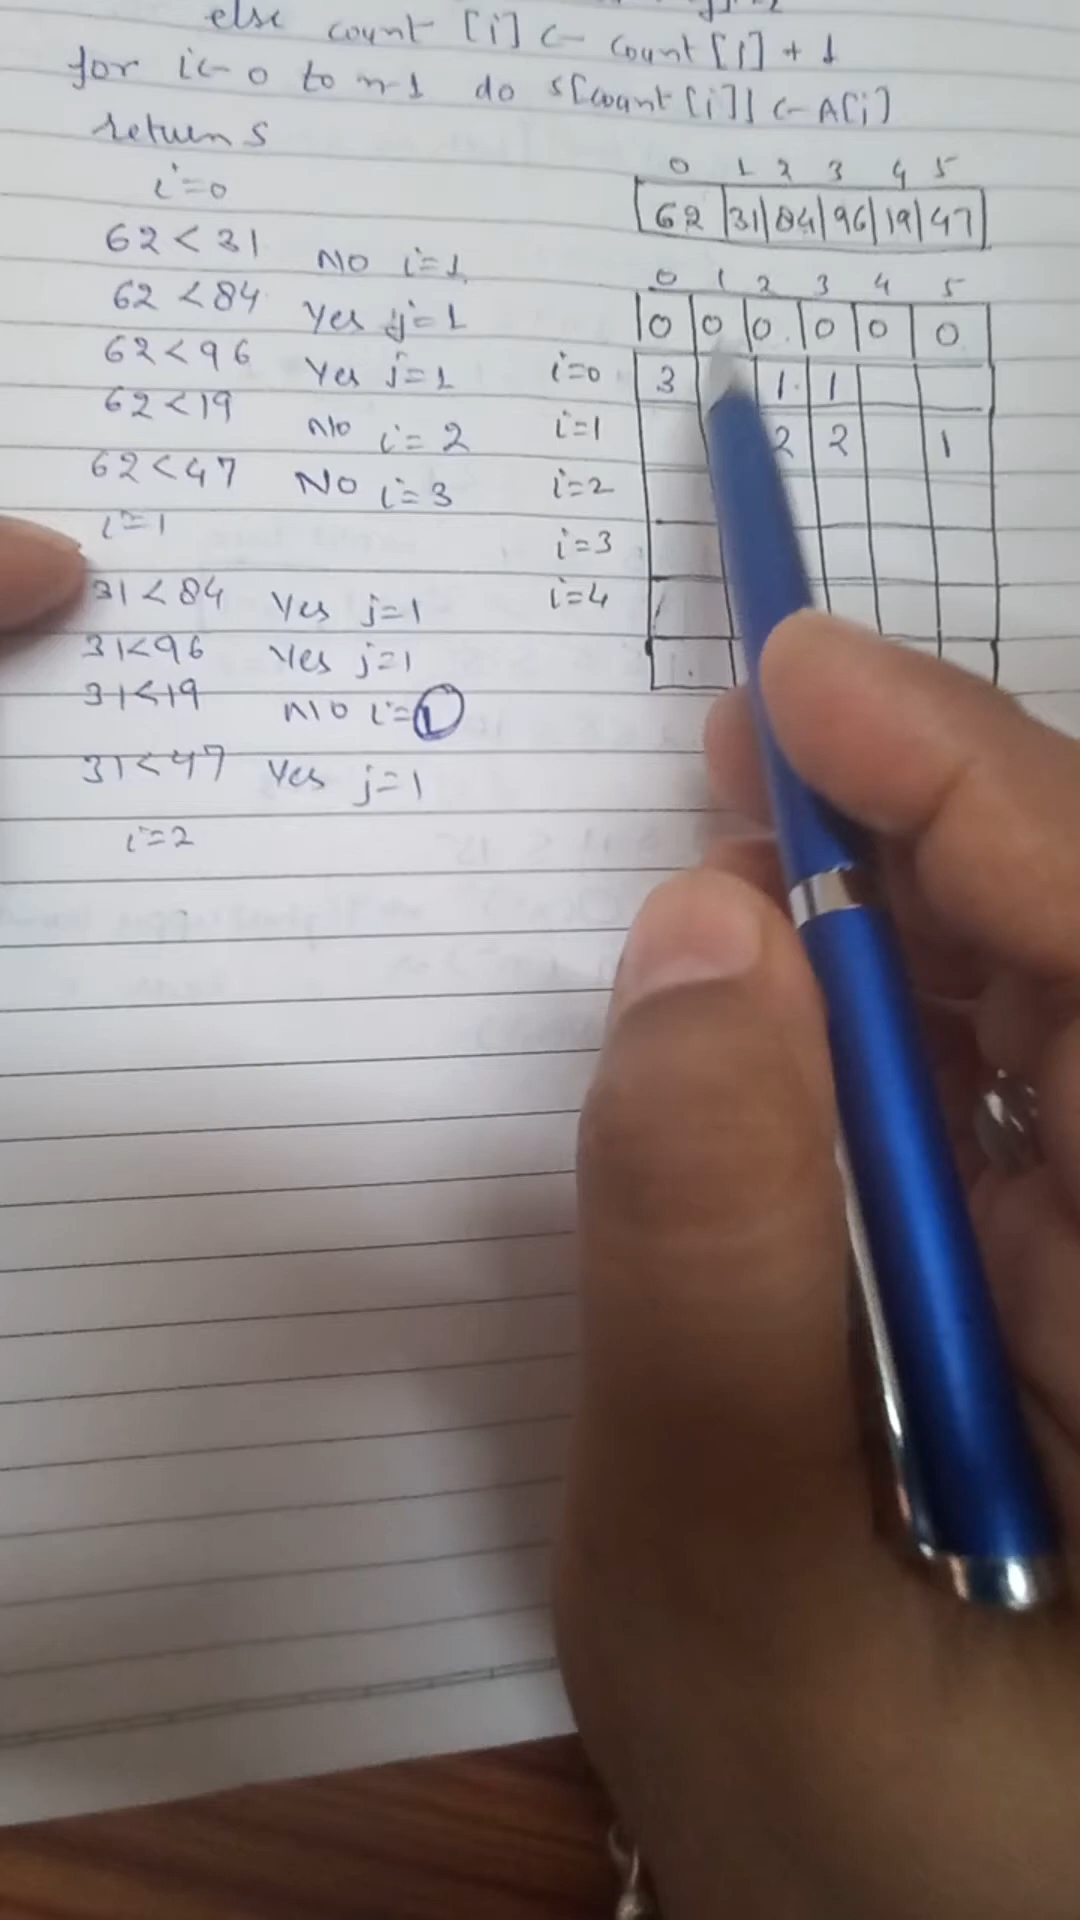 else count [i] ← count [i] + 1
for i← 0 to n-1 do s[count [i]] ← A[i]
return S
i=0
62 < 31 No i=1
62 < 84 Yes j=1
62 < 96 Yes j=1
62 < 19 No i=2
62 < 47 No i=3
i=1
31 < 84 Yes j=1
31<96 Yes j=1
31<19 No i=1
31<47 Yes j=1
i=2
0 1 2 3 4 5
62 31 84 96 19 47
0 1 2 3 4 5
0 0 0 0 0 0
i=0 3 1 1
i=1 2 2 1
i=2
i=3
i=4